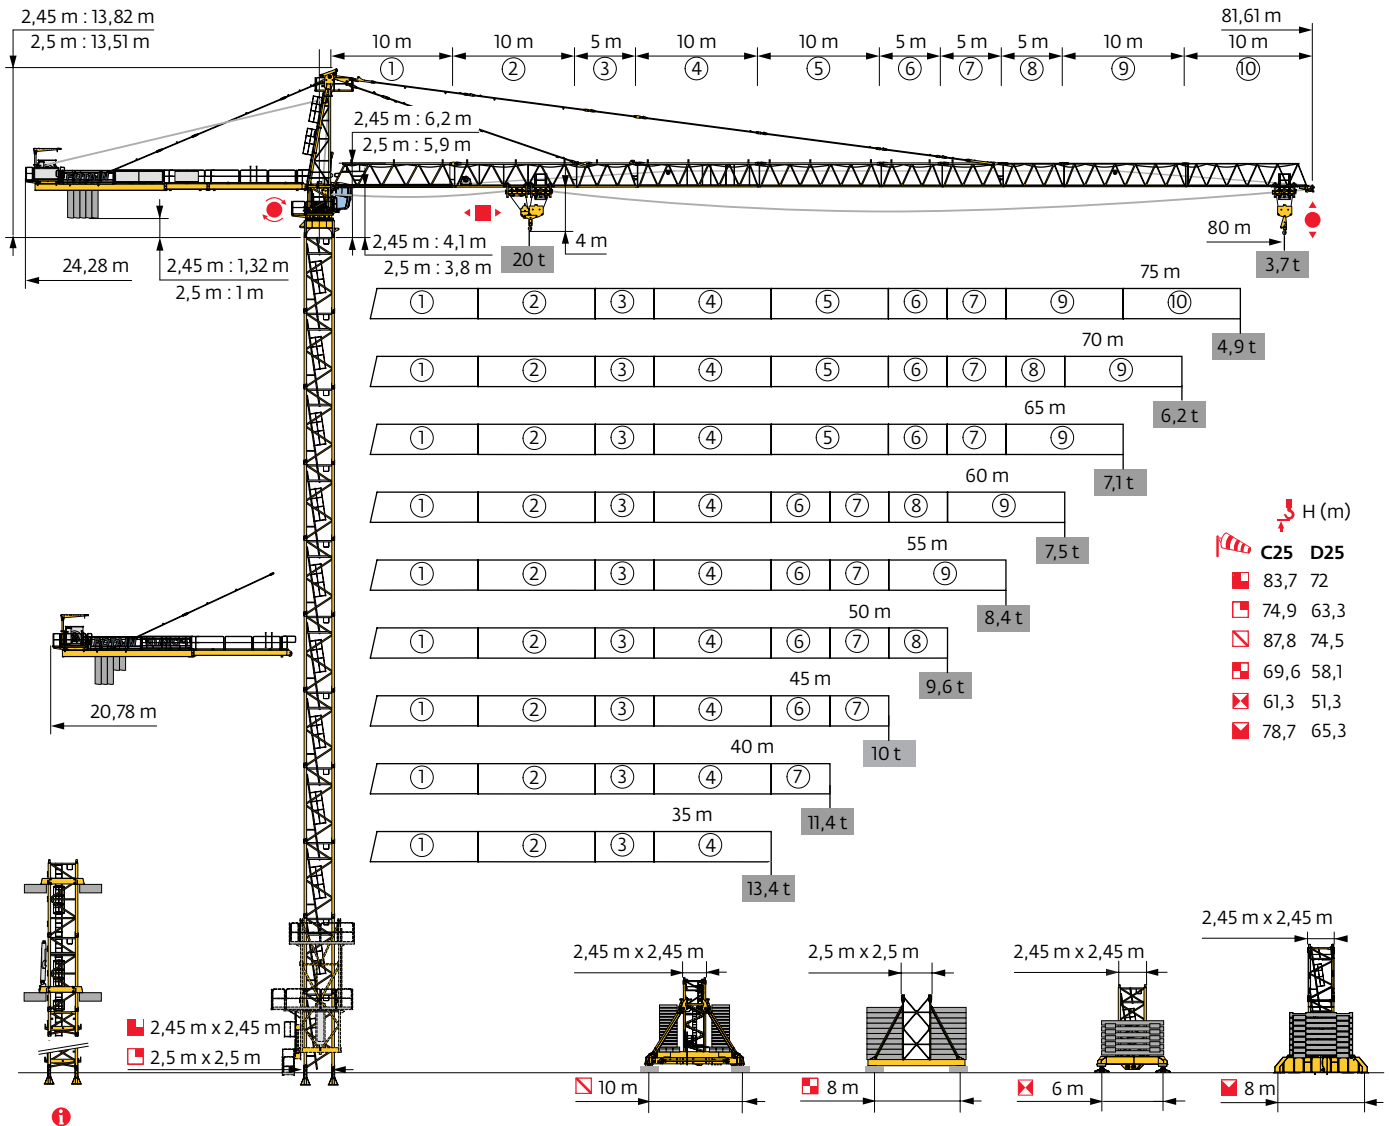 2,45 m : 13,82 m
2,5 m : 13,51 m
10 m 10 m 5 m 10 m 10 m 5 m 5 m 5 m 10 m 10 m
81,61 m
① ② ③ ④ ⑤ ⑥ ⑦ ⑧ ⑨ ⑩
2,45 m : 6,2 m
2,5 m : 5,9 m
2,45 m : 4,1 m
2,5 m : 3,8 m
4 m
20 t
80 m
3,7 t
24,28 m
2,45 m : 1,32 m
2,5 m : 1 m
75 m
① ② ③ ④ ⑤ ⑥ ⑦ ⑨ ⑩
4,9 t
70 m
① ② ③ ④ ⑤ ⑥ ⑦ ⑧ ⑨
6,2 t
65 m
① ② ③ ④ ⑤ ⑥ ⑦ ⑨
7,1 t
60 m
① ② ③ ④ ⑥ ⑦ ⑧ ⑨
7,5 t
55 m
① ② ③ ④ ⑥ ⑦ ⑨
8,4 t
50 m
① ② ③ ④ ⑥ ⑦ ⑧
9,6 t
45 m
① ② ③ ④ ⑥ ⑦
10 t
40 m
① ② ③ ④ ⑦
11,4 t
35 m
① ② ③ ④
13,4 t
H (m)
C25 D25
83,7 72
74,9 63,3
87,8 74,5
69,6 58,1
61,3 51,3
78,7 65,3
20,78 m
2,45 m x 2,45 m
2,5 m x 2,5 m
2,45 m x 2,45 m
10 m
2,5 m x 2,5 m
8 m
2,45 m x 2,45 m
6 m
2,45 m x 2,45 m
8 m
i